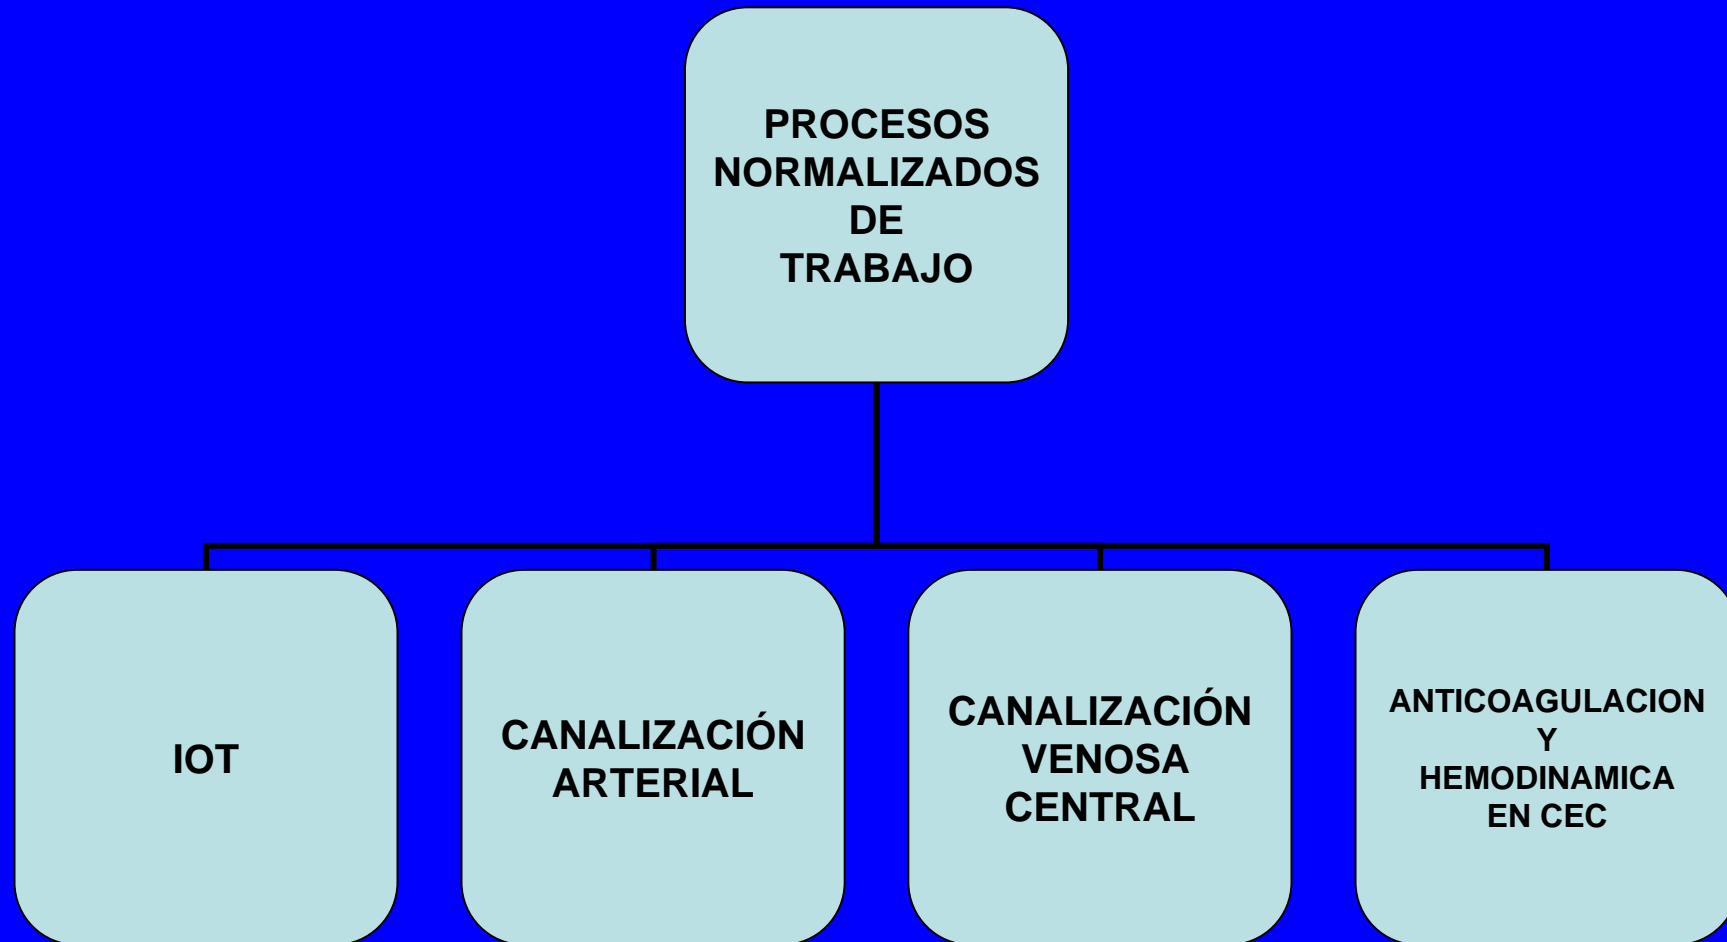 PROCESOS
NORMALIZADOS
DE
TRABAJO
IOT
CANALIZACIÓN
ARTERIAL
CANALIZACIÓN
VENOSA
CENTRAL
ANTICOAGULACION
Y
HEMODINAMICA
EN CEC